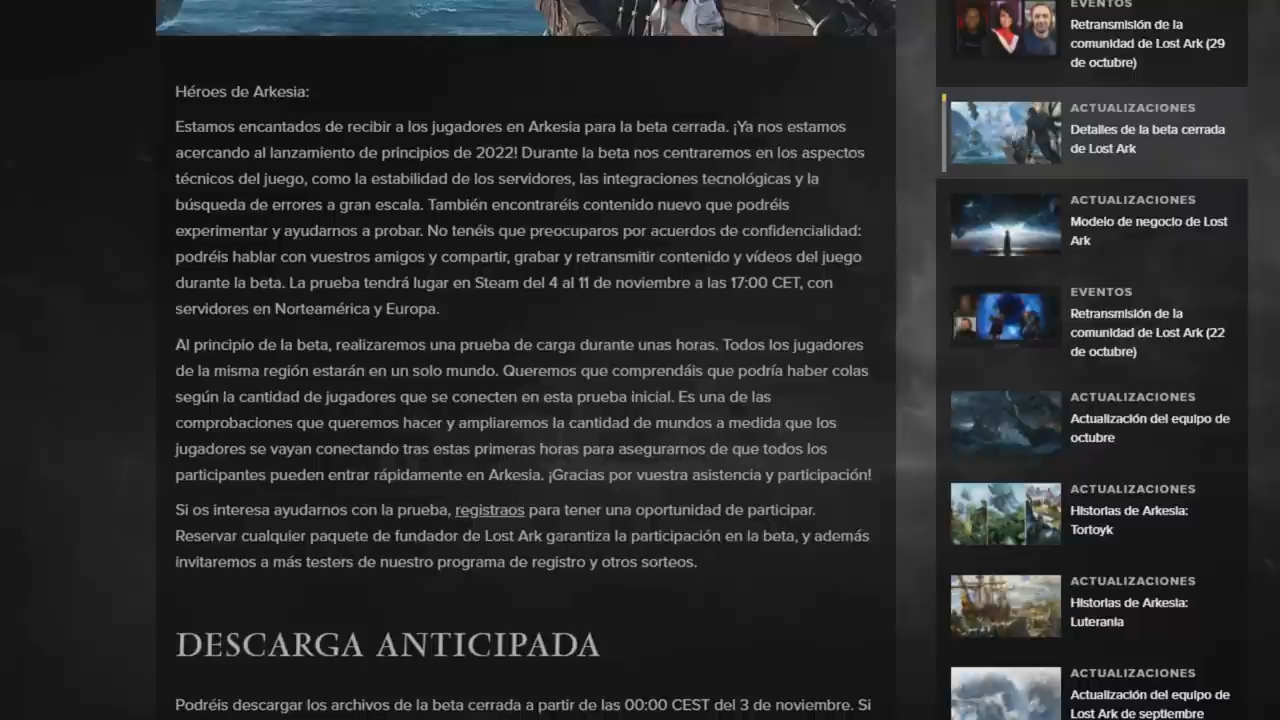 Héroes de Arkesia:
Estamos encantados de recibir a los jugadores en Arkesia para la beta cerrada. ¡Ya nos estamos
acercando al lanzamiento de principios de 2022! Durante la beta nos centraremos en los aspectos
técnicos del juego, como la estabilidad de los servidores, las integraciones tecnológicas y la
búsqueda de errores a gran escala. También encontraréis contenido nuevo que podréis
experimentar y ayudarnos a probar. No tenéis que preocuparos por acuerdos de confidencialidad:
podréis hablar con vuestros amigos y compartir, grabar y retransmitir contenido y vídeos del juego
durante la beta. La prueba tendrá lugar en Steam del 4 al 11 de noviembre a las 17:00 CET, con
servidores en Norteamérica y Europa.
Al principio de la beta, realizaremos una prueba de carga durante unas horas. Todos los jugadores
de la misma región estarán en un solo mundo. Queremos que comprendáis que podría haber colas
según la cantidad de jugadores que se conecten en esta prueba inicial. Es una de las
comprobaciones que queremos hacer y ampliaremos la cantidad de mundos a medida que los
jugadores se vayan conectando tras estas primeras horas para asegurarnos de que todos los
participantes pueden entrar rápidamente en Arkesia. ¡Gracias por vuestra asistencia y participación!
Si os interesa ayudarnos con la prueba, registraos para tener una oportunidad de participar.
Reservar cualquier paquete de fundador de Lost Ark garantiza la participación en la beta, y además
invitaremos a más testers de nuestro programa de registro y otros sorteos.
DESCARGA ANTICIPADA
Podréis descargar los archivos de la beta cerrada a partir de las 00:00 CEST del 3 de noviembre. Si
EVENTOS
Retransmisión de la
comunidad de Lost Ark (29
de octubre)
ACTUALIZACIONES
Detalles de la beta cerrada
de Lost Ark
ACTUALIZACIONES
Modelo de negocio de Lost
Ark
EVENTOS
Retransmisión de la
comunidad de Lost Ark (22
de octubre)
ACTUALIZACIONES
Actualización del equipo de
octubre
ACTUALIZACIONES
Historias de Arkesia:
Tortoyk
ACTUALIZACIONES
Historias de Arkesia:
Luterania
ACTUALIZACIONES
Actualización del equipo de
Lost Ark de septiembre